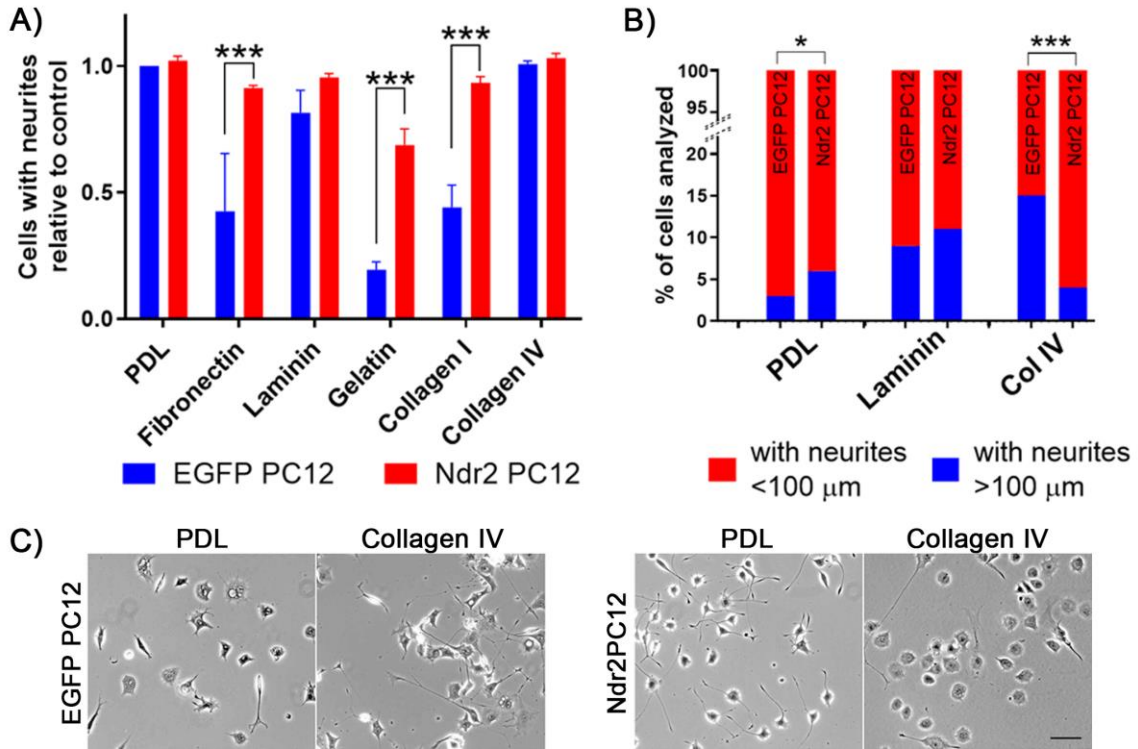 A)
Cells with neurites
relative to control
1.0
0.5
0.0
***
***
***
PDL
Fibronectin
Laminin
Gelatin
Collagen I
Collagen IV
EGFP PC12
Ndr2 PC12
B)
% of cells analyzed
100
95
20
15
10
5
0
*
***
EGFP PC12
Ndr2 PC12
EGFP PC12
Ndr2 PC12
EGFP PC12
Ndr2 PC12
PDL
Laminin
Col IV
with neurites
<100 μm
with neurites
>100 μm
C)
PDL
Collagen IV
EGFP PC12
PDL
Collagen IV
Ndr2PC12